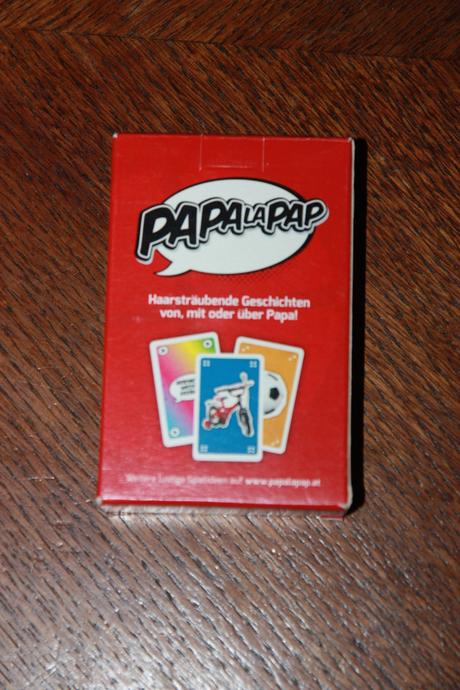 PAPALAPAP
Haarsträubende Geschichten
von, mit oder über Papa!
Weitere lustige Spielideen auf www.papalapap.at